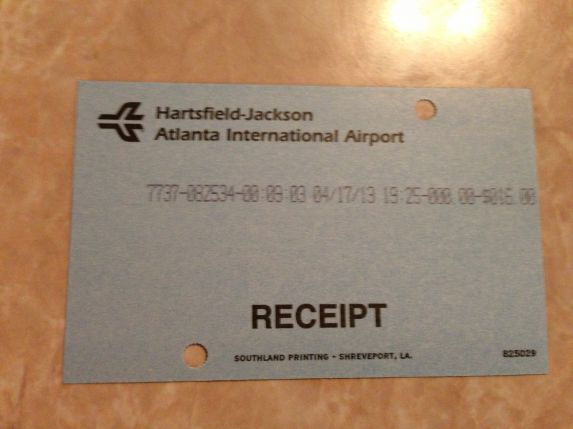 Hartsfield-Jackson
Atlanta International Airport
7737-082534-00:09:03 04/17/13 19:25-000.00-$016.00
RECEIPT
SOUTHLAND PRINTING • SHREVEPORT, LA.
825029